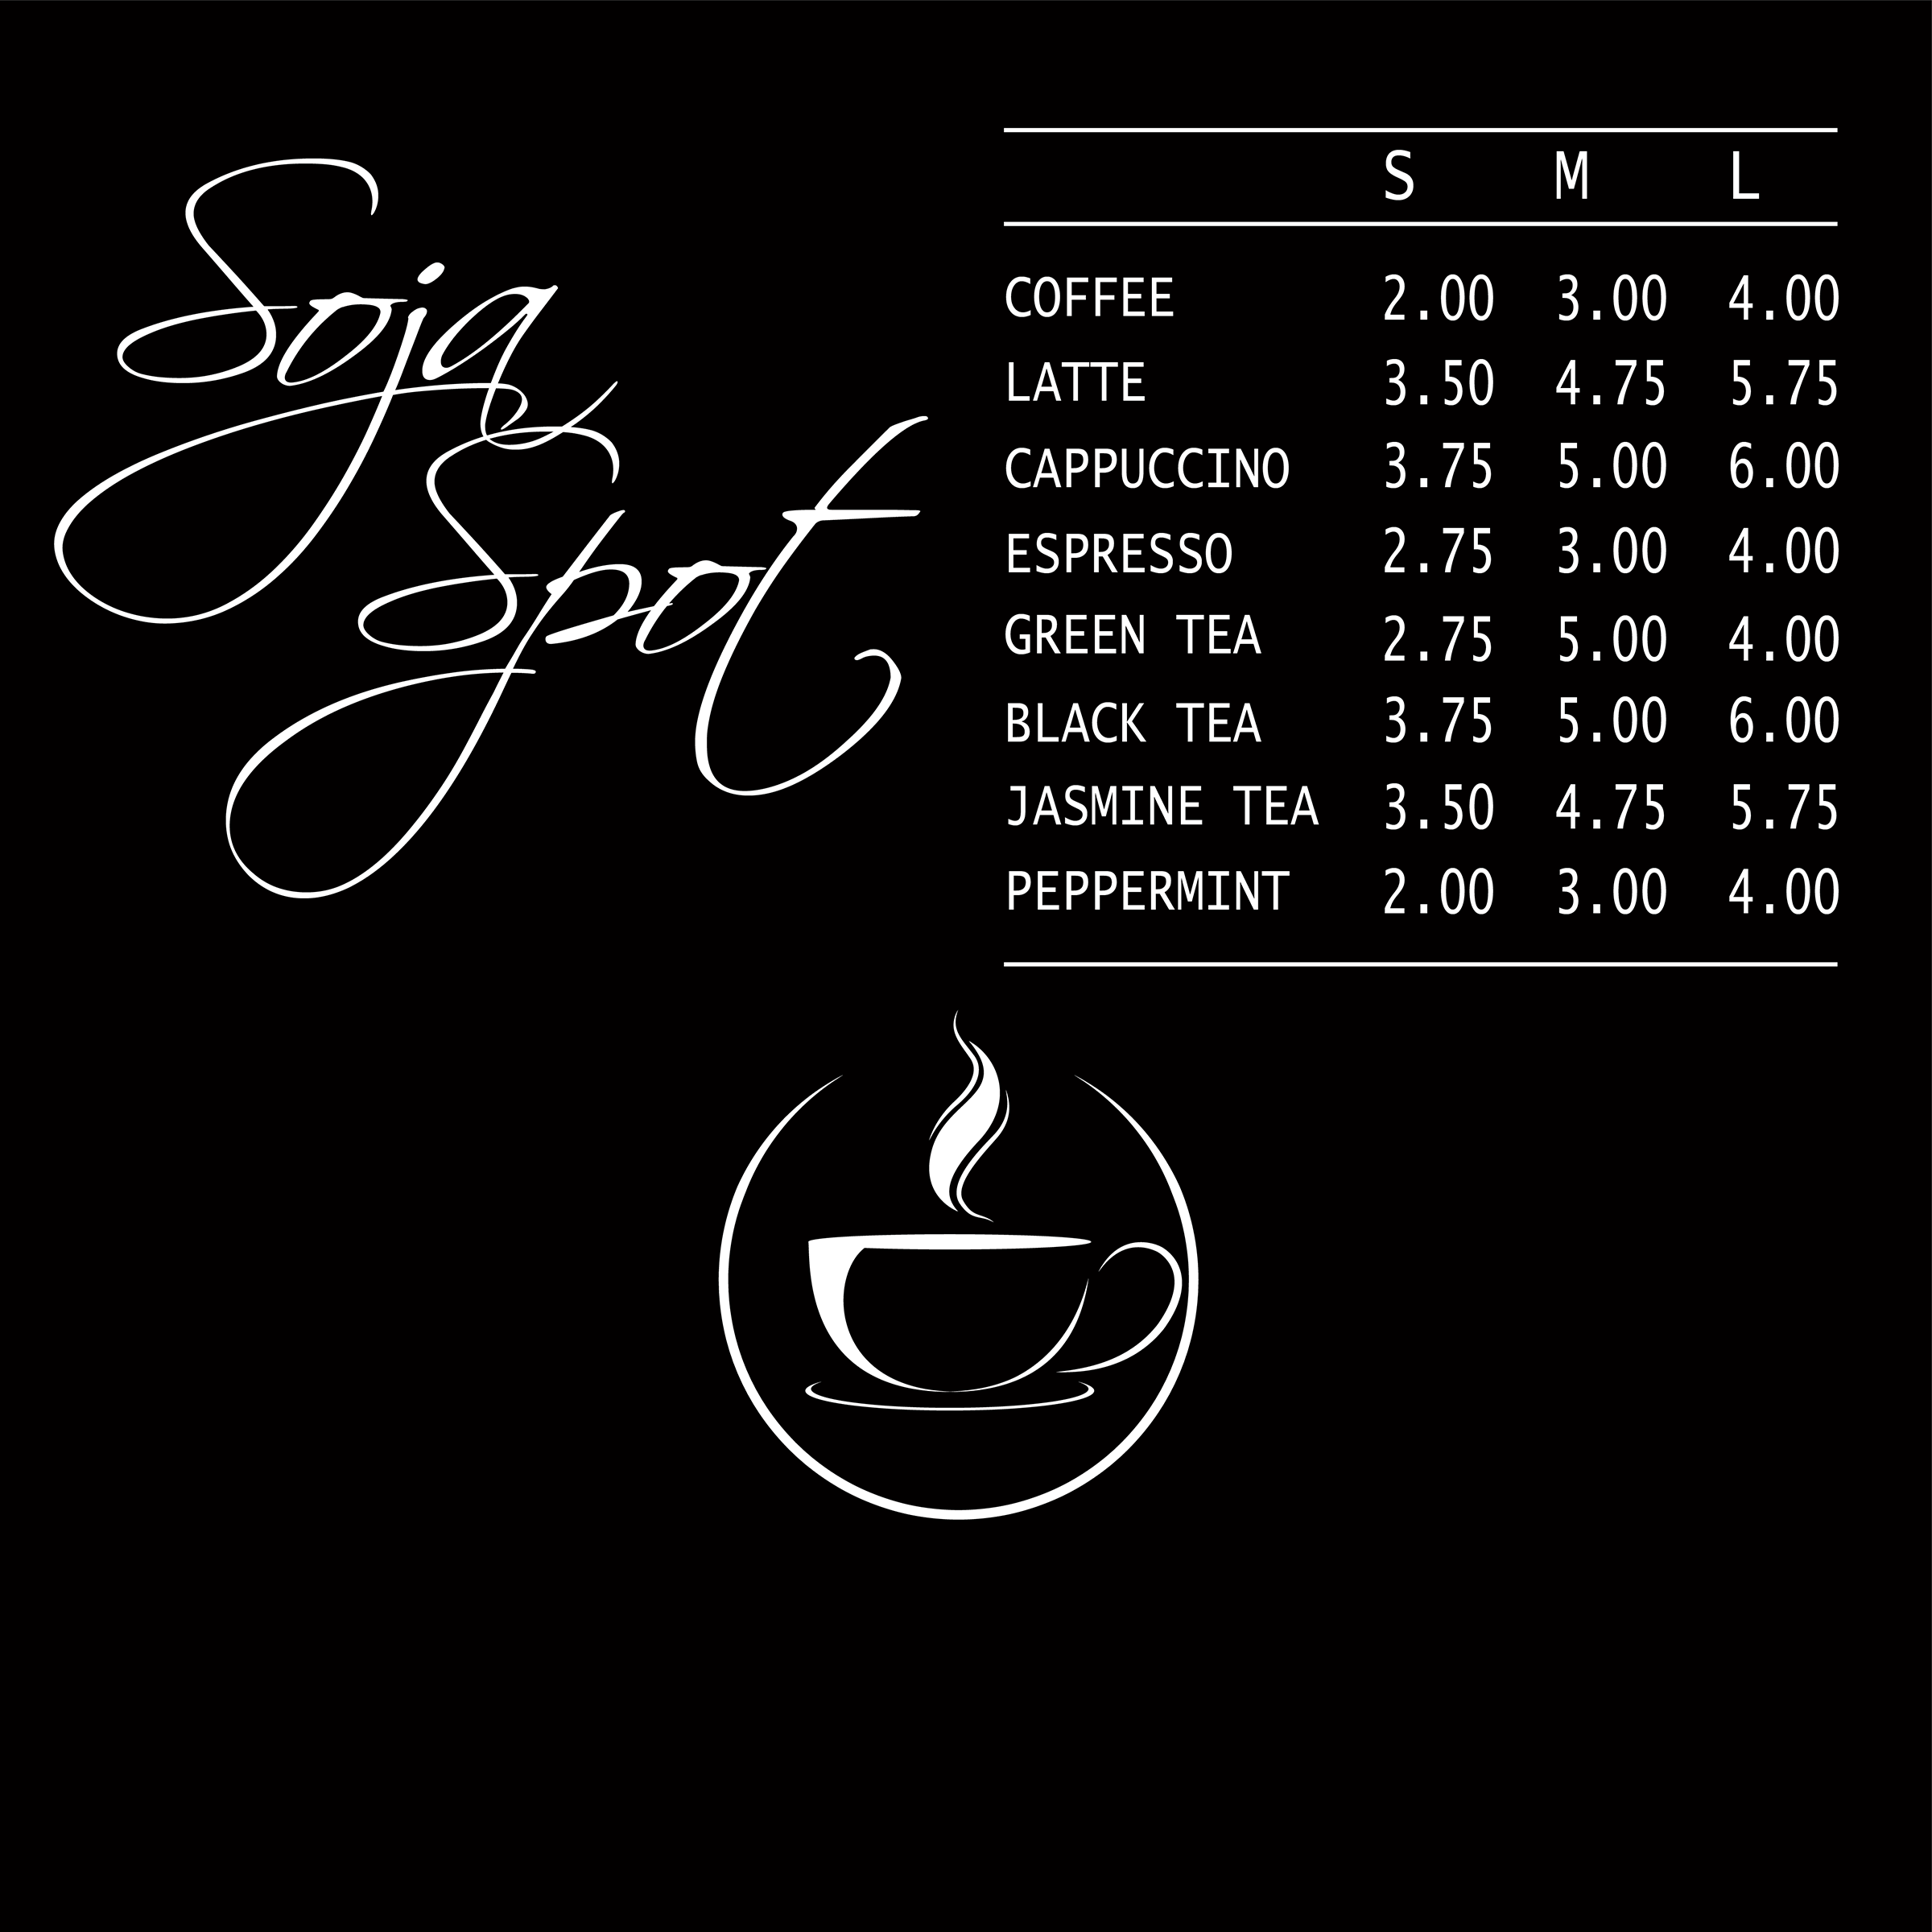 Sojq
Spot
S M L
COFFEE 2.00 3.00 4.00
LATTE 3.50 4.75 5.75
CAPPUCCINO 3.75 5.00 6.00
ESPRESSO 2.75 3.00 4.00
GREEN TEA 2.75 5.00 4.00
BLACK TEA 3.75 5.00 6.00
JASMINE TEA 3.50 4.75 5.75
PEPPERMINT 2.00 3.00 4.00